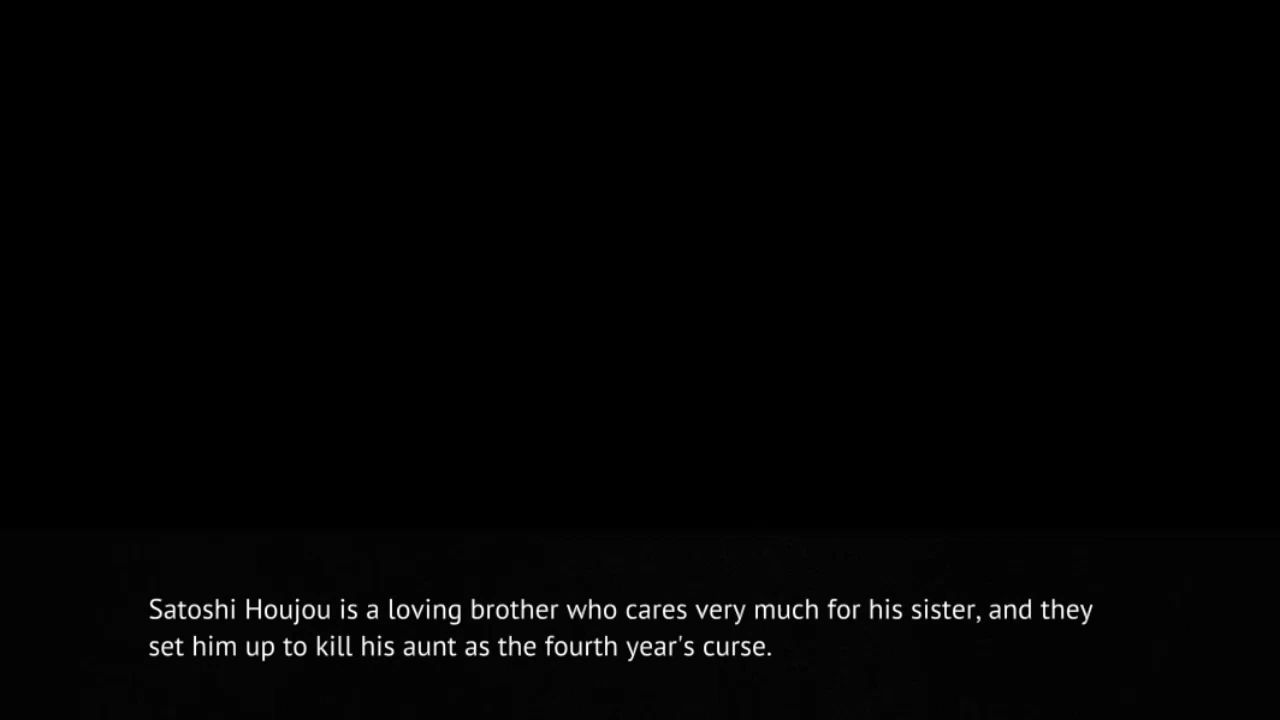 Satoshi Houjou is a loving brother who cares very much for his sister, and they
set him up to kill his aunt as the fourth year's curse.